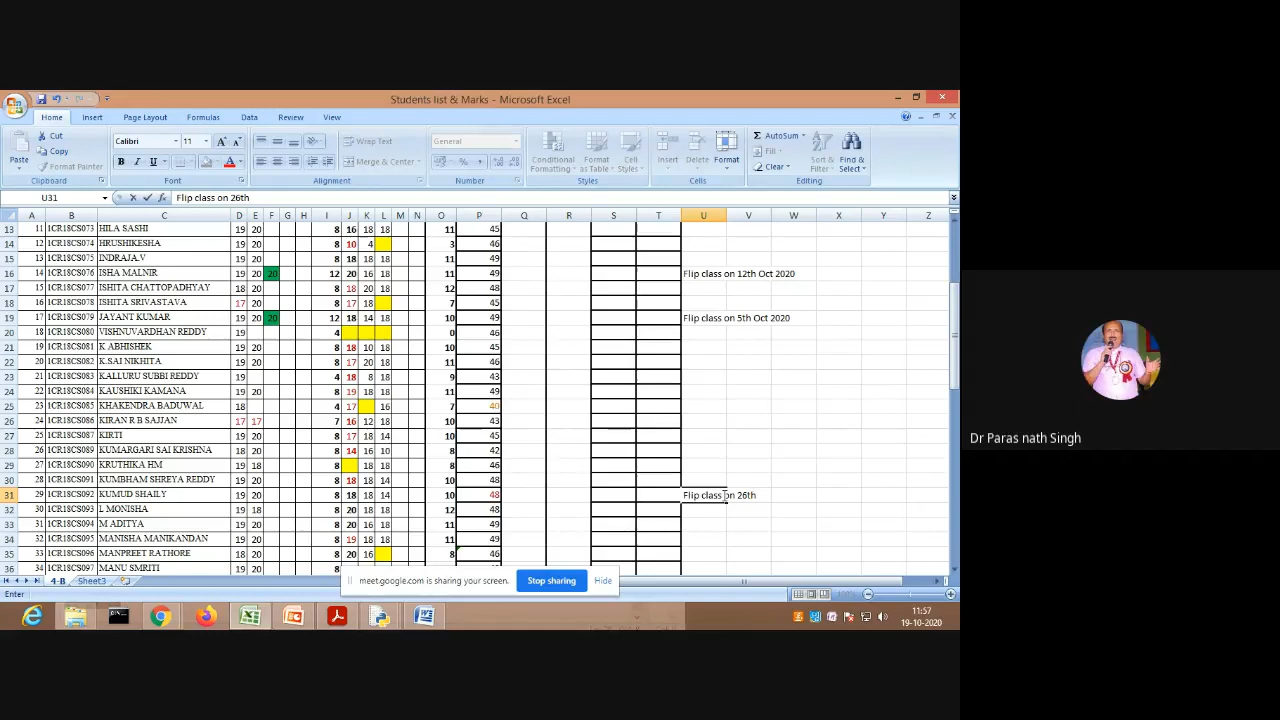 Students list & Marks - Microsoft Excel
Home Insert Page Layout Formulas Data Review View
Cut
Copy
Format Painter
Paste
Calibri 11
Wrap Text
Merge & Center
General
Conditional Formatting
Format as Table
Cell Styles
Insert Delete Format
AutoSum
Fill
Clear
Sort & Filter
Find & Select
Clipboard Font Alignment Number Styles Cells Editing
U31 Flip class on 26th
A B C D E F G H I J K L M N O P Q R S T U V W X Y Z
13 11 1CR18CS073 HILA SASHI 19 20 8 16 18 18 11 45
14 12 1CR18CS074 HRUSHIKESHA 19 20 8 10 4 3 46
15 13 1CR18CS075 INDRAJA.V 19 20 8 18 18 18 11 49
16 14 1CR18CS076 ISHA MALNIR 19 20 20 12 20 16 18 11 49 Flip class on 12th Oct 2020
17 15 1CR18CS077 ISHITA CHATTOPADHYAY 18 20 8 18 20 18 12 48
18 16 1CR18CS078 ISHITA SRIVASTAVA 17 20 8 17 18 7 45
19 17 1CR18CS079 JAYANT KUMAR 19 20 20 12 18 14 18 10 49 Flip class on 5th Oct 2020
20 18 1CR18CS080 VISHNUVARDHAN REDDY 19 4 0 46
21 19 1CR18CS081 K ABHISHEK 19 20 8 18 10 18 10 45
22 20 1CR18CS082 K.SAI NIKHITA 19 20 8 17 20 18 11 46
23 21 1CR18CS083 KALLURU SUBBI REDDY 19 4 18 8 18 9 43
24 22 1CR18CS084 KAUSHIKI KAMANA 19 20 8 19 18 18 11 49
25 23 1CR18CS085 KHAKENDRA BADUWAL 18 4 17 16 7 40
26 24 1CR18CS086 KIRAN R B SAJJAN 17 17 7 16 12 18 10 43
27 25 1CR18CS087 KIRTI 19 20 8 17 18 14 10 45
28 26 1CR18CS089 KUMARGARI SAI KRISHNA 18 20 8 14 16 10 8 42
29 27 1CR18CS090 KRUTHIKA HM 19 18 8 18 18 8 46
30 28 1CR18CS091 KUMBHAM SHREYA REDDY 19 20 8 18 18 14 10 48
31 29 1CR18CS092 KUMUD SHAILY 19 20 8 18 18 14 10 48 Flip class on 26th
32 30 1CR18CS093 L MONISHA 19 18 8 20 18 18 12 48
33 31 1CR18CS094 M ADITYA 19 20 8 20 16 18 11 49
34 32 1CR18CS095 MANISHA MANIKANDAN 19 20 8 19 18 18 11 49
35 33 1CR18CS096 MANPREET RATHORE 18 20 8 20 16 8 46
36 34 1CR18CS097 MANU SMRITI 19 20 8
4-B Sheet3
Enter
meet.google.com is sharing your screen. Stop sharing Hide
100%
11:57
19-10-2020
Dr Paras nath Singh